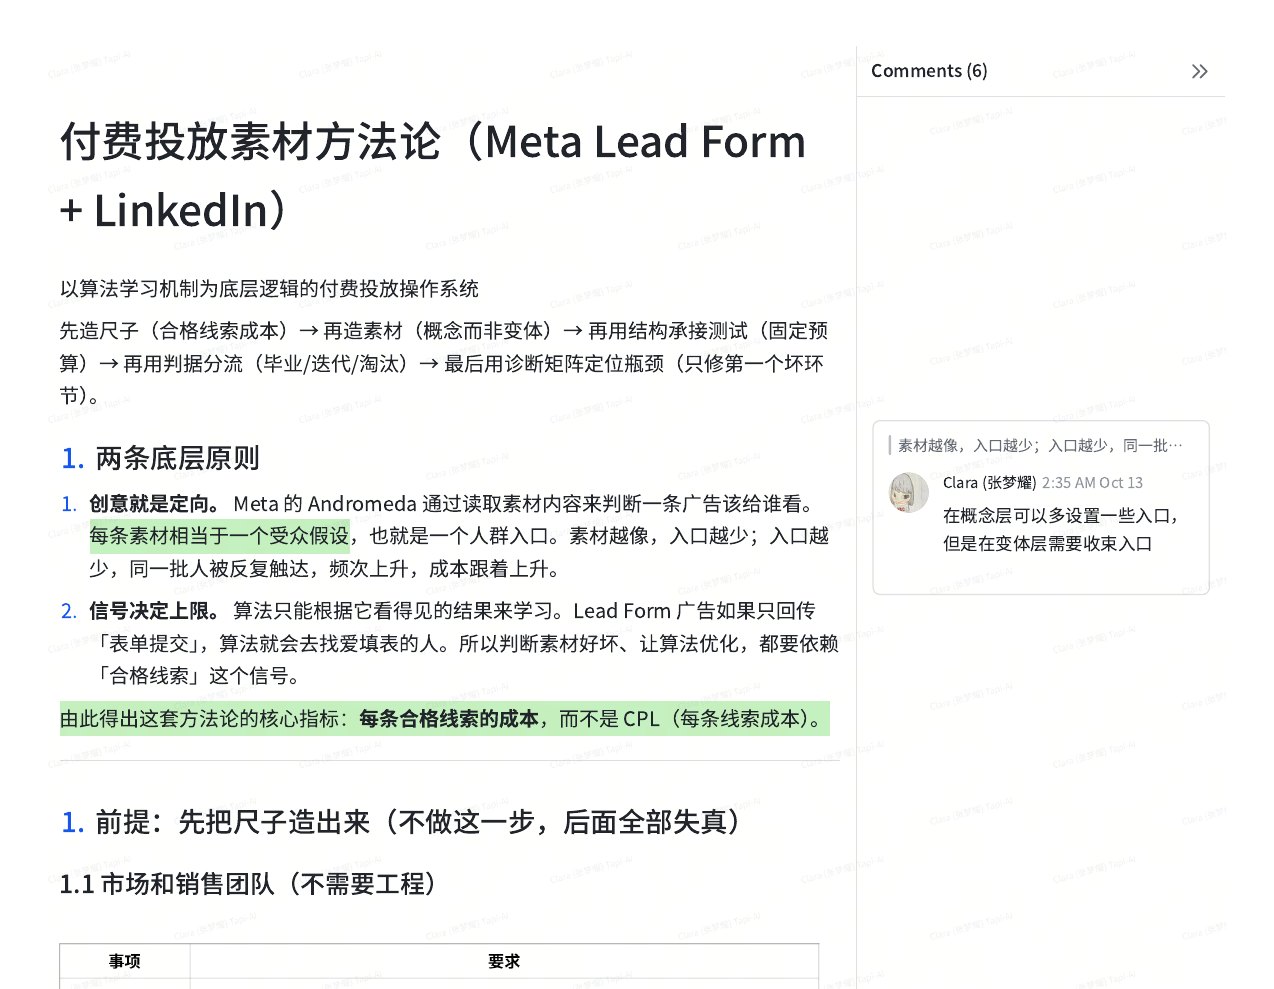 付费投放素材方法论（Meta Lead Form
+ LinkedIn）
以算法学习机制为底层逻辑的付费投放操作系统
先造尺子（合格线索成本）→ 再造素材（概念而非变体）→ 再用结构承接测试（固定预
算）→ 再用判据分流（毕业/迭代/淘汰）→ 最后用诊断矩阵定位瓶颈（只修第一个坏环
节）。
1. 两条底层原则
1. 创意就是定向。 Meta 的 Andromeda 通过读取素材内容来判断一条广告该给谁看。
每条素材相当于一个受众假设，也就是一个人群入口。素材越像，入口越少；入口越
少，同一批人被反复触达，频次上升，成本跟着上升。
2. 信号决定上限。 算法只能根据它看得见的结果来学习。Lead Form 广告如果只回传
「表单提交」，算法就会去找爱填表的人。所以判断素材好坏、让算法优化，都要依赖
「合格线索」这个信号。
由此得出这套方法论的核心指标：每条合格线索的成本，而不是 CPL（每条线索成本）。
1. 前提：先把尺子造出来（不做这一步，后面全部失真）
1.1 市场和销售团队（不需要工程）
事项 要求
Comments (6)
素材越像，入口越少；入口越少，同一批…
Clara (张梦耀) 2:35 AM Oct 13
在概念层可以多设置一些入口，
但是在变体层需要收束入口